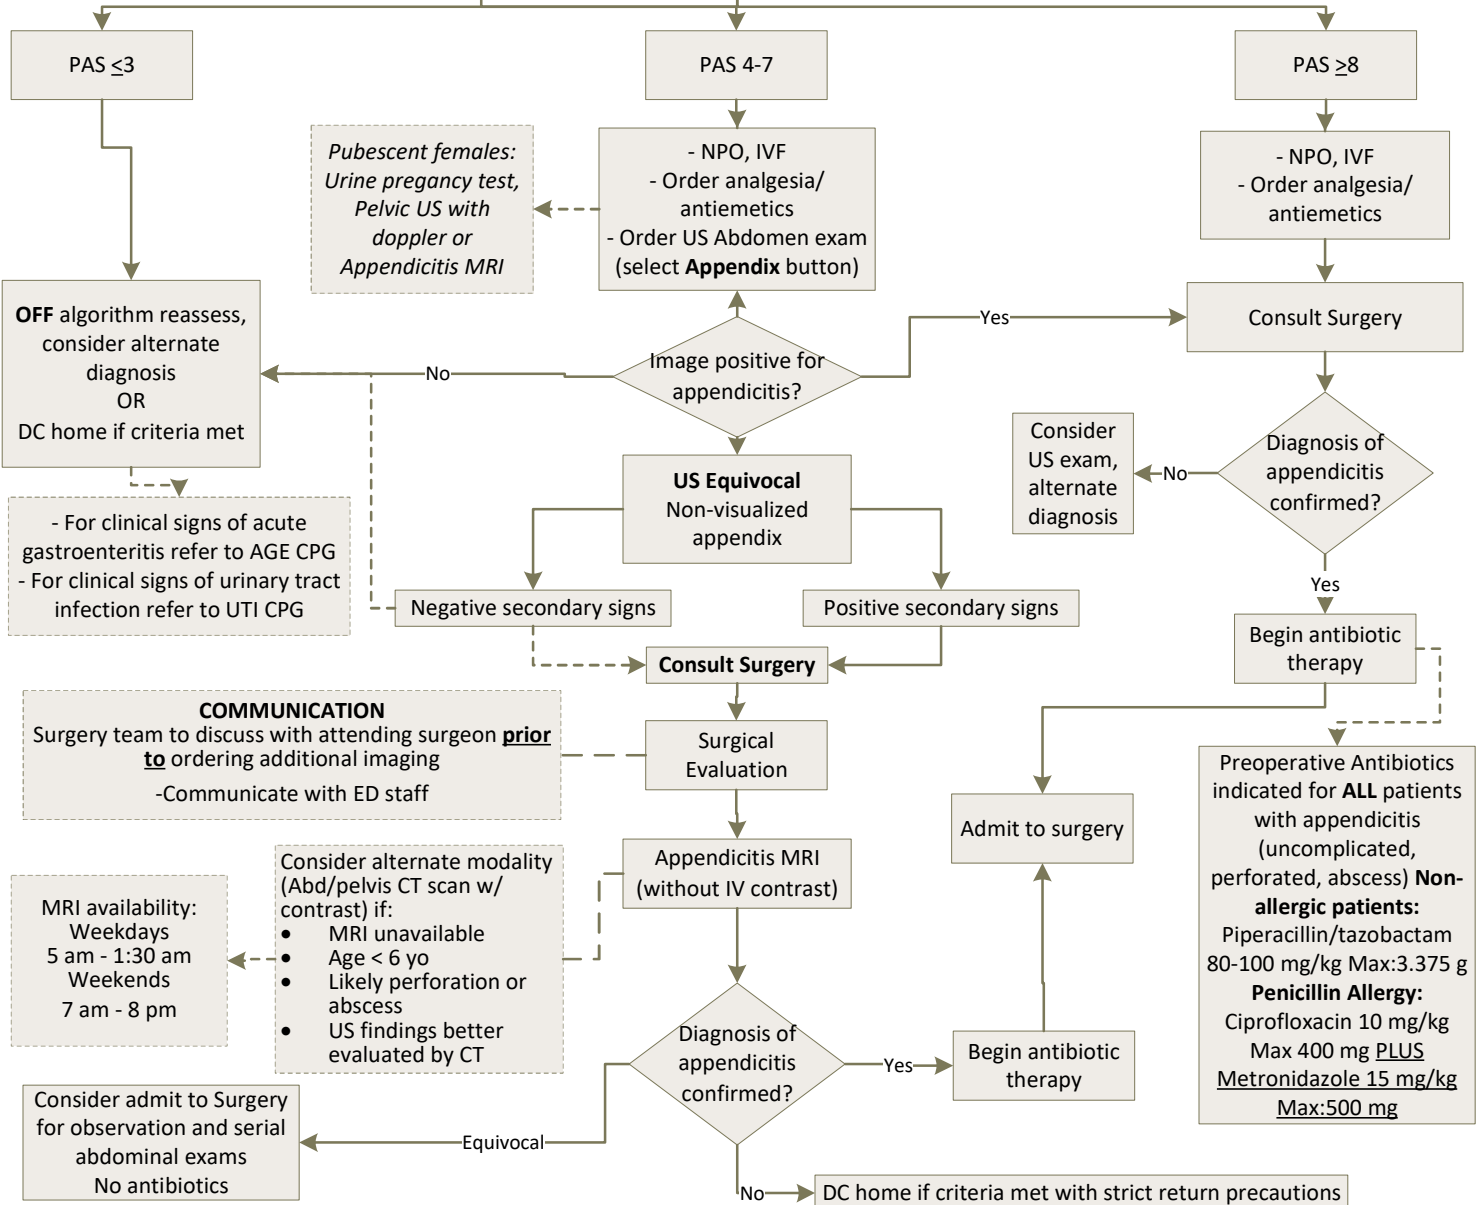 PAS <3
PAS 4-7
PAS >8
Pubescent females:
Urine pregancy test,
Pelvic US with
doppler or
Appendicitis MRI
- NPO, IVF
- Order analgesia/
antiemetics
- Order US Abdomen exam
(select Appendix button)
- NPO, IVF
- Order analgesia/
antiemetics
OFF algorithm reassess,
consider alternate
diagnosis
OR
DC home if criteria met
No
Image positive for
appendicitis?
Yes
Consult Surgery
- For clinical signs of acute
gastroenteritis refer to AGE CPG
- For clinical signs of urinary tract
infection refer to UTI CPG
US Equivocal
Non-visualized
appendix
Consider
US exam,
alternate
diagnosis
No
Diagnosis of
appendicitis
confirmed?
Yes
Negative secondary signs
Positive secondary signs
Begin antibiotic
therapy
Consult Surgery
COMMUNICATION
Surgery team to discuss with attending surgeon prior
to ordering additional imaging
-Communicate with ED staff
Surgical
Evaluation
Admit to surgery
Preoperative Antibiotics
indicated for ALL patients
with appendicitis
(uncomplicated,
perforated, abscess) Non-
allergic patients:
Piperacillin/tazobactam
80-100 mg/kg Max:3.375 g
Penicillin Allergy:
Ciprofloxacin 10 mg/kg
Max 400 mg PLUS
Metronidazole 15 mg/kg
Max:500 mg
MRI availability:
Weekdays
5 am - 1:30 am
Weekends
7 am - 8 pm
Consider alternate modality
(Abd/pelvis CT scan w/
contrast) if:
• MRI unavailable
• Age < 6 yo
• Likely perforation or
abscess
• US findings better
evaluated by CT
Appendicitis MRI
(without IV contrast)
Diagnosis of
appendicitis
confirmed?
Yes
Begin antibiotic
therapy
Equivocal
Consider admit to Surgery
for observation and serial
abdominal exams
No antibiotics
No
DC home if criteria met with strict return precautions